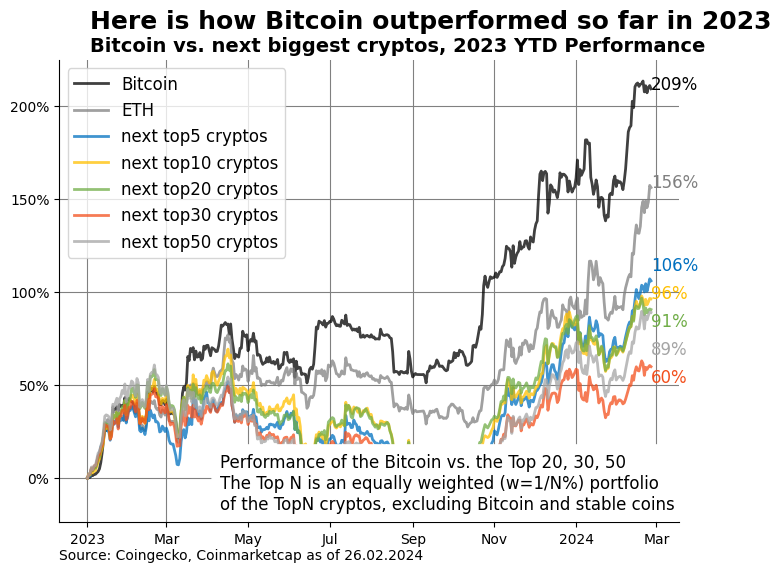 Here is how Bitcoin outperformed so far in 2023
Bitcoin vs. next biggest cryptos, 2023 YTD Performance
Bitcoin
ETH
next top5 cryptos
next top10 cryptos
next top20 cryptos
next top30 cryptos
next top50 cryptos
200%
150%
100%
50%
0%
209%
156%
106%
96%
91%
89%
60%
Performance of the Bitcoin vs. the Top 20, 30, 50
The Top N is an equally weighted (w=1/N%) portfolio
of the TopN cryptos, excluding Bitcoin and stable coins
2023 Mar May Jul Sep Nov 2024 Mar
Source: Coingecko, Coinmarketcap as of 26.02.2024